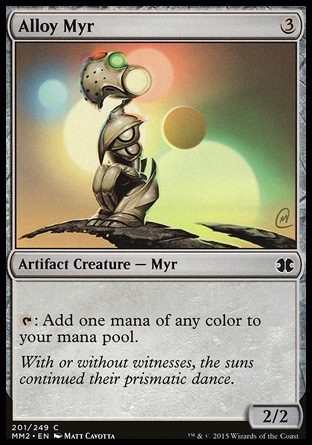 Alloy Myr 3
Artifact Creature — Myr
: Add one mana of any color to
your mana pool.
With or without witnesses, the suns
continued their prismatic dance.
2/2
201/249 C
MM2 • EN MATT CAVOTTA
™ & © 2015 Wizards of the Coast